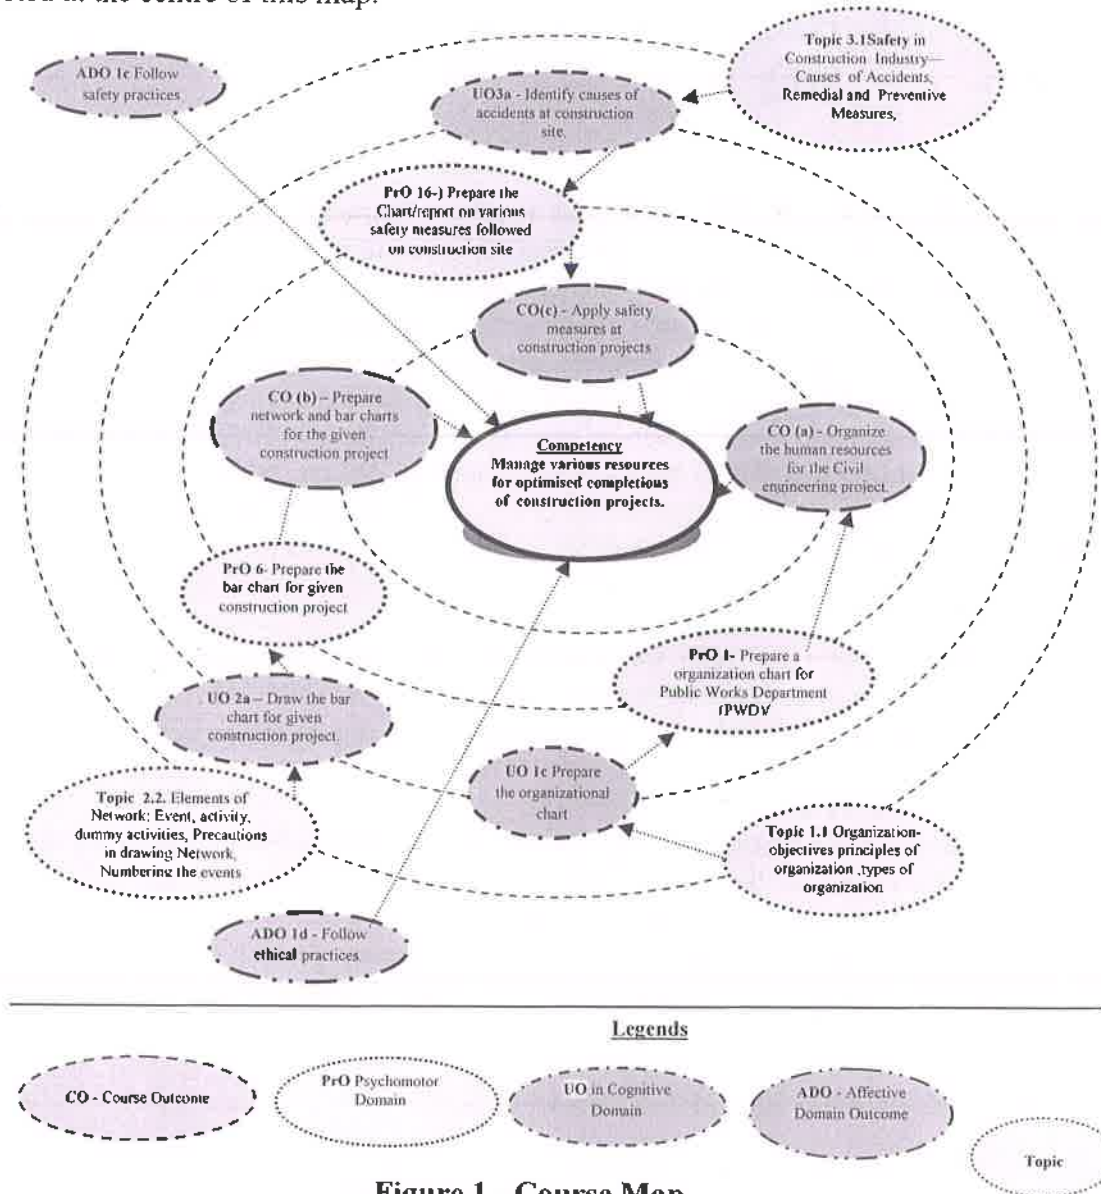 at the centre of this map.
ADO 1c Follow
safety practices
UO3a - Identify causes of
accidents at construction
site.
Topic 3.1Safety in
Construction Industry—
Causes of Accidents,
Remedial and Preventive
Measures,
PrO 16-) Prepare the
Chart/report on various
safety measures followed
on construction site
CO(c) - Apply safety
measures at
construction projects
CO (b) – Prepare
network and bar charts
for the given
construction project
Competency
Manage various resources
for optimised completions
of construction projects.
CO (a) - Organize
the human resources
for the Civil
engineering project.
PrO 6- Prepare the
bar chart for given
construction project
PrO 1- Prepare a
organization chart for
Public Works Department
(PWD)/
UO 2a – Draw the bar
chart for given
construction project.
UO 1c Prepare
the organizational
chart
Topic 2.2. Elements of
Network; Event, activity,
dummy activities, Precautions
in drawing Network,
Numbering the events
Topic 1.1 Organization-
objectives principles of
organization ,types of
organization
ADO 1d - Follow
ethical practices
Legends
CO - Course Outcome
PrO Psychomotor
Domain
UO in Cognitive
Domain
ADO - Affective
Domain Outcome
Topic
Figure 1 - Course Map